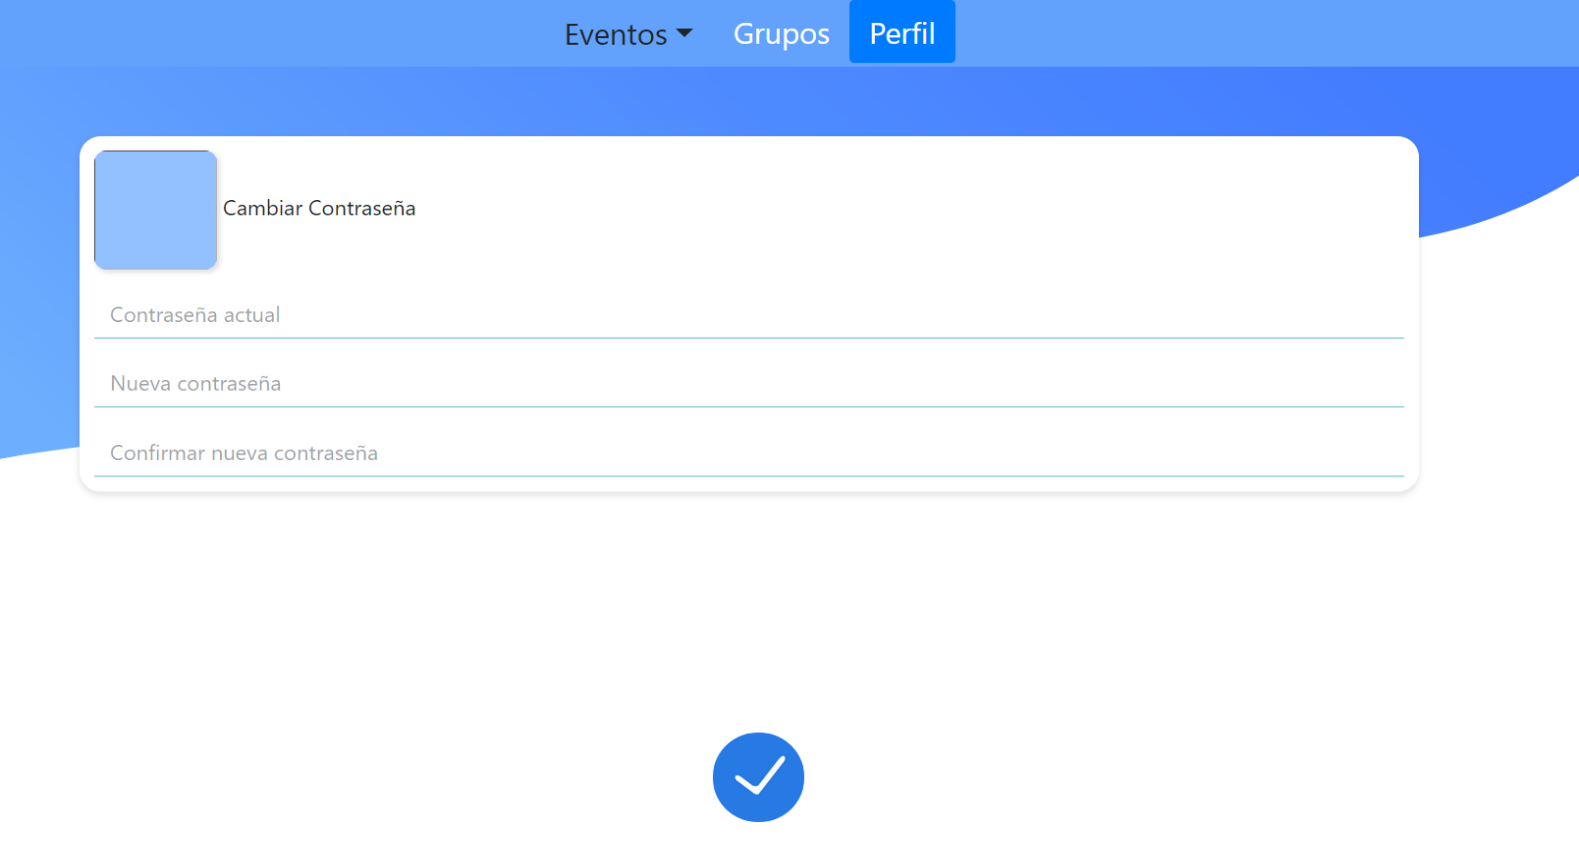 Eventos Grupos Perfil
Cambiar Contraseña
Contraseña actual
Nueva contraseña
Confirmar nueva contraseña